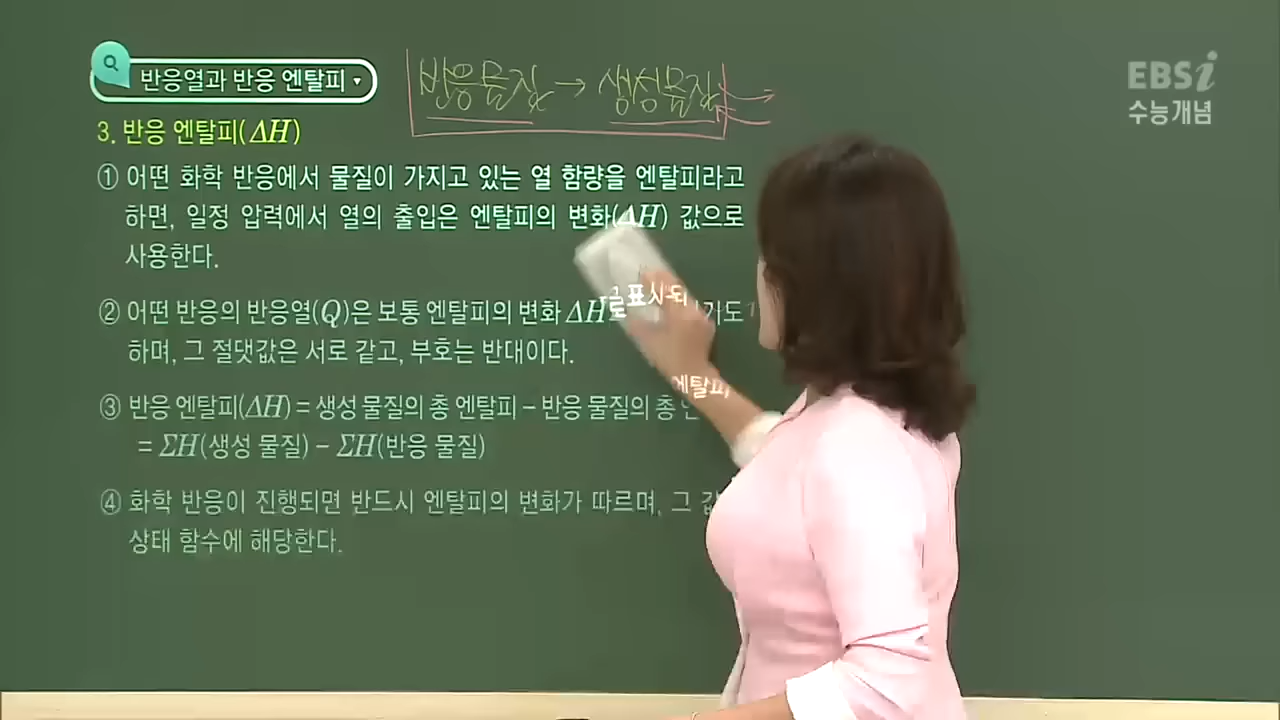 반응열과 반응 엔탈피
반응물질 → 생성물질
EBSi
수능개념
3. 반응 엔탈피(ΔH)
① 어떤 화학 반응에서 물질이 가지고 있는 열 함량을 엔탈피라고
하면, 일정 압력에서 열의 출입은 엔탈피의 변화(ΔH) 값으로
사용한다.
② 어떤 반응의 반응열(Q)은 보통 엔탈피의 변화 ΔH로 표시되
하며, 그 절댓값은 서로 같고, 부호는 반대이다.
③ 반응 엔탈피(ΔH) = 생성 물질의 총 엔탈피 – 반응 물질의 총 엔탈피
= ΣH(생성 물질) – ΣH(반응 물질)
④ 화학 반응이 진행되면 반드시 엔탈피의 변화가 따르며, 그
상태 함수에 해당한다.